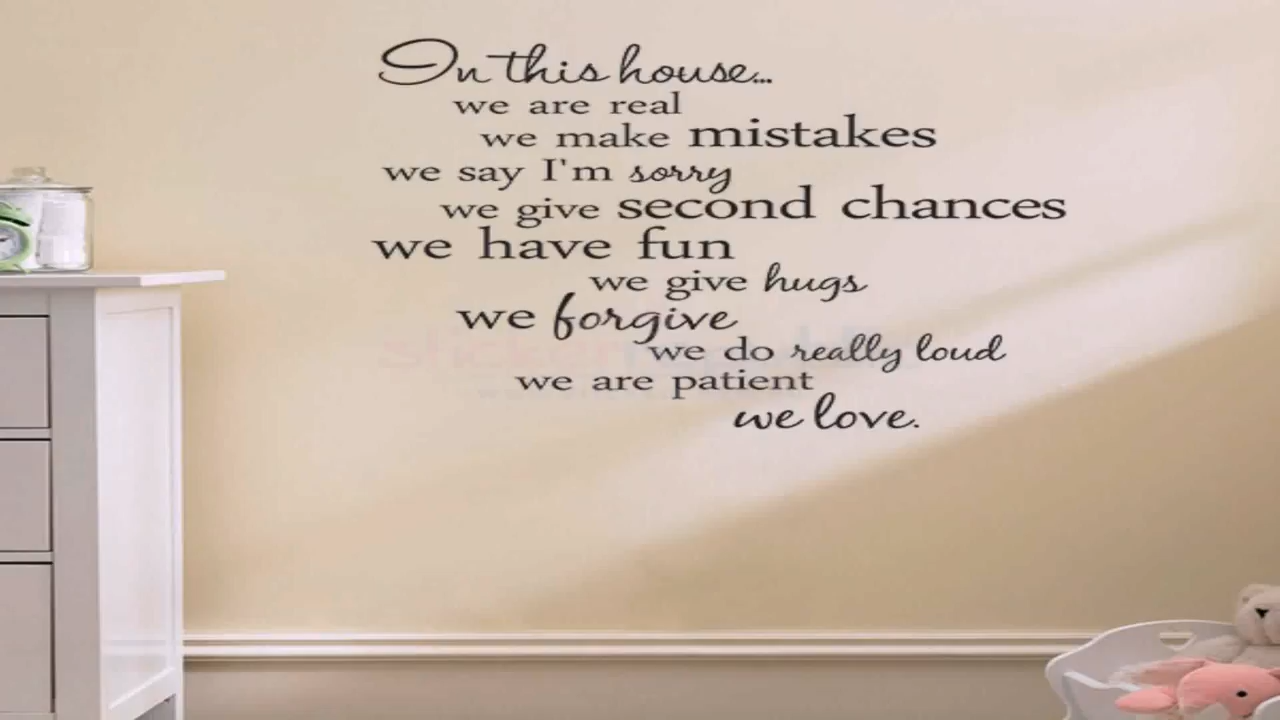 In this house...
we are real
we make mistakes
we say I'm sorry
we give second chances
we have fun
we give hugs
we forgive
we do really loud
we are patient
we love.